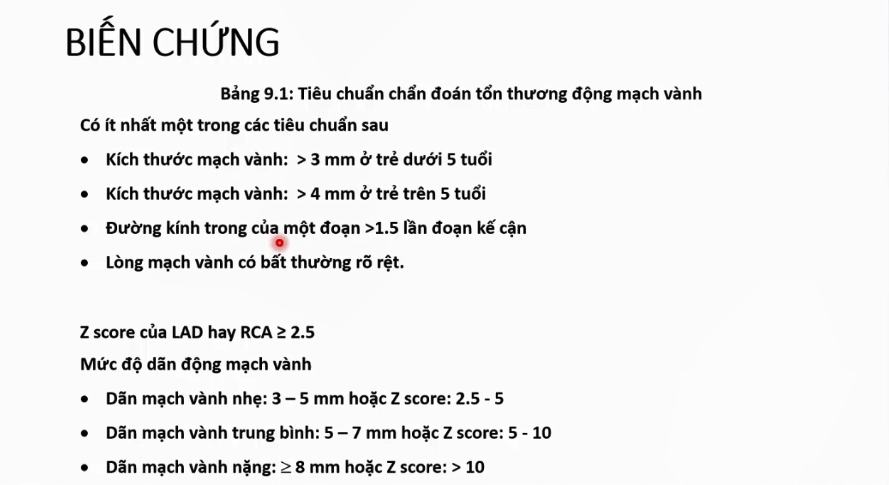 BIẾN CHỨNG
Bảng 9.1: Tiêu chuẩn chẩn đoán tổn thương động mạch vành
Có ít nhất một trong các tiêu chuẩn sau
• Kích thước mạch vành:  > 3 mm ở trẻ dưới 5 tuổi
• Kích thước mạch vành:  > 4 mm ở trẻ trên 5 tuổi
• Đường kính trong của một đoạn >1.5 lần đoạn kế cận
• Lòng mạch vành có bất thường rõ rệt.
Z score của LAD hay RCA ≥ 2.5
Mức độ dãn động mạch vành
• Dãn mạch vành nhẹ: 3 – 5 mm hoặc Z score: 2.5 - 5
• Dãn mạch vành trung bình: 5 – 7 mm hoặc Z score: 5 - 10
• Dãn mạch vành nặng: ≥ 8 mm hoặc Z score: > 10